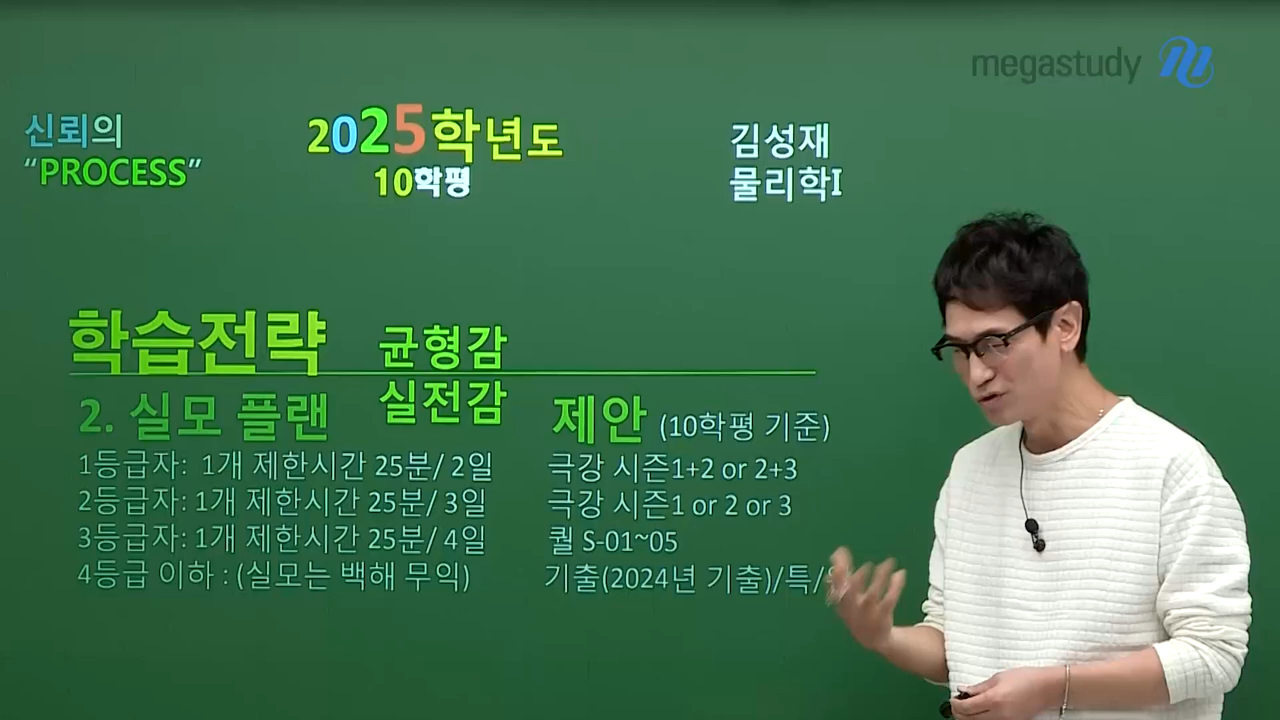 megastudy
신뢰의
“PROCESS”
2025학년도
10학평
김성재
물리학I
학습전략
균형감
실전감
2. 실모 플랜
제안 (10학평 기준)
1등급자: 1개 제한시간 25분/ 2일
극강 시즌1+2 or 2+3
2등급자: 1개 제한시간 25분/ 3일
극강 시즌1 or 2 or 3
3등급자: 1개 제한시간 25분/ 4일
퀄 S-01~05
4등급 이하 : (실모는 백해 무익)
기출(2024년 기출)/특/